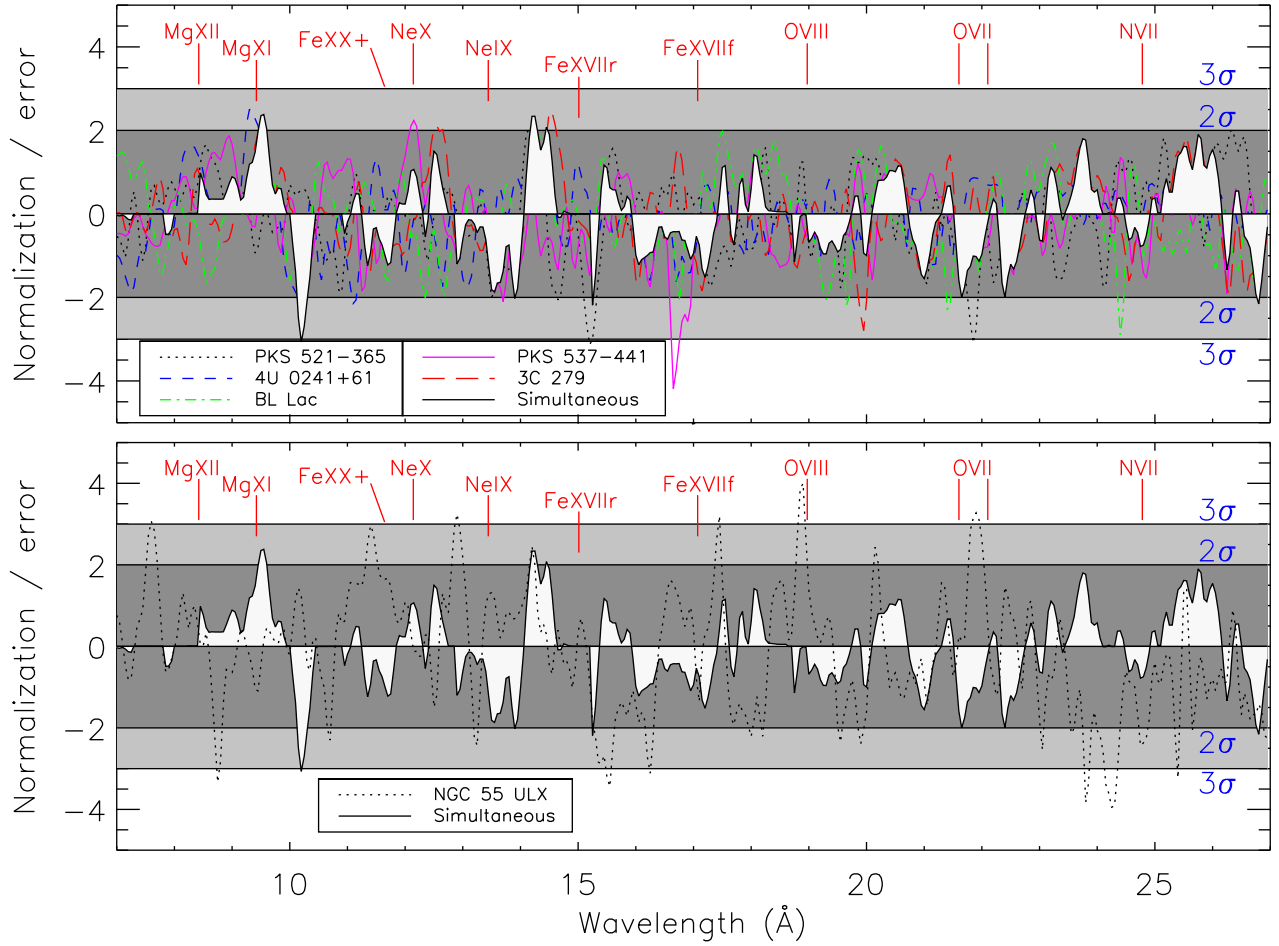 MgXII
MgXI
FeXX+
NeX
NeIX
FeXVIIr
FeXVIIf
OVIII
OVII
NVII
3σ
2σ
2σ
3σ
4
2
0
−2
−4
Normalization / error
PKS 521−365
4U 0241+61
BL Lac
PKS 537−441
3C 279
Simultaneous
MgXII
MgXI
FeXX+
NeX
NeIX
FeXVIIr
FeXVIIf
OVIII
OVII
NVII
3σ
2σ
2σ
3σ
4
2
0
−2
−4
Normalization / error
NGC 55 ULX
Simultaneous
10 15 20 25
Wavelength (Å)